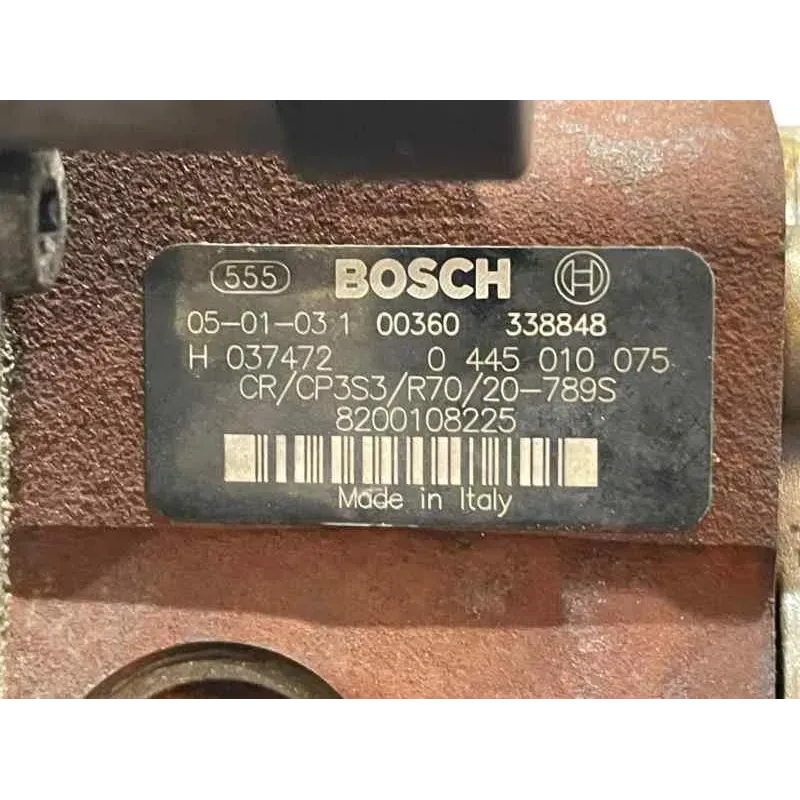 555 BOSCH H
05-01-03 1 00360 338848
H 037472 0 445 010 075
CR/CP3S3/R70/20-789S
8200108225
Made in Italy